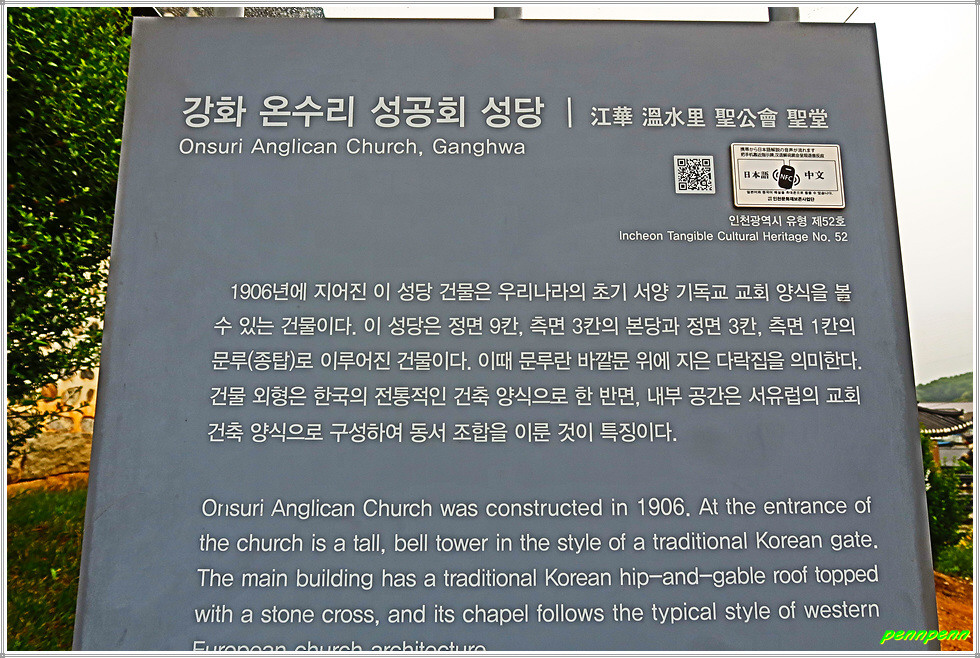 강화 온수리 성공회 성당 | 江華 溫水里 聖公會 聖堂
Onsuri Anglican Church, Ganghwa
日本語 NFC 中文
인천광역시 유형 제52호
Incheon Tangible Cultural Heritage No. 52
1906년에 지어진 이 성당 건물은 우리나라의 초기 서양 기독교 교회 양식을 볼
수 있는 건물이다. 이 성당은 정면 9칸, 측면 3칸의 본당과 정면 3칸, 측면 1칸의
문루(종탑)로 이루어진 건물이다. 이때 문루란 바깥문 위에 지은 다락집을 의미한다.
건물 외형은 한국의 전통적인 건축 양식으로 한 반면, 내부 공간은 서유럽의 교회
건축 양식으로 구성하여 동서 조합을 이룬 것이 특징이다.
Onsuri Anglican Church was constructed in 1906. At the entrance of
the church is a tall, bell tower in the style of a traditional Korean gate.
The main building has a traditional Korean hip-and-gable roof topped
with a stone cross, and its chapel follows the typical style of western
European church architecture.
pennpenn